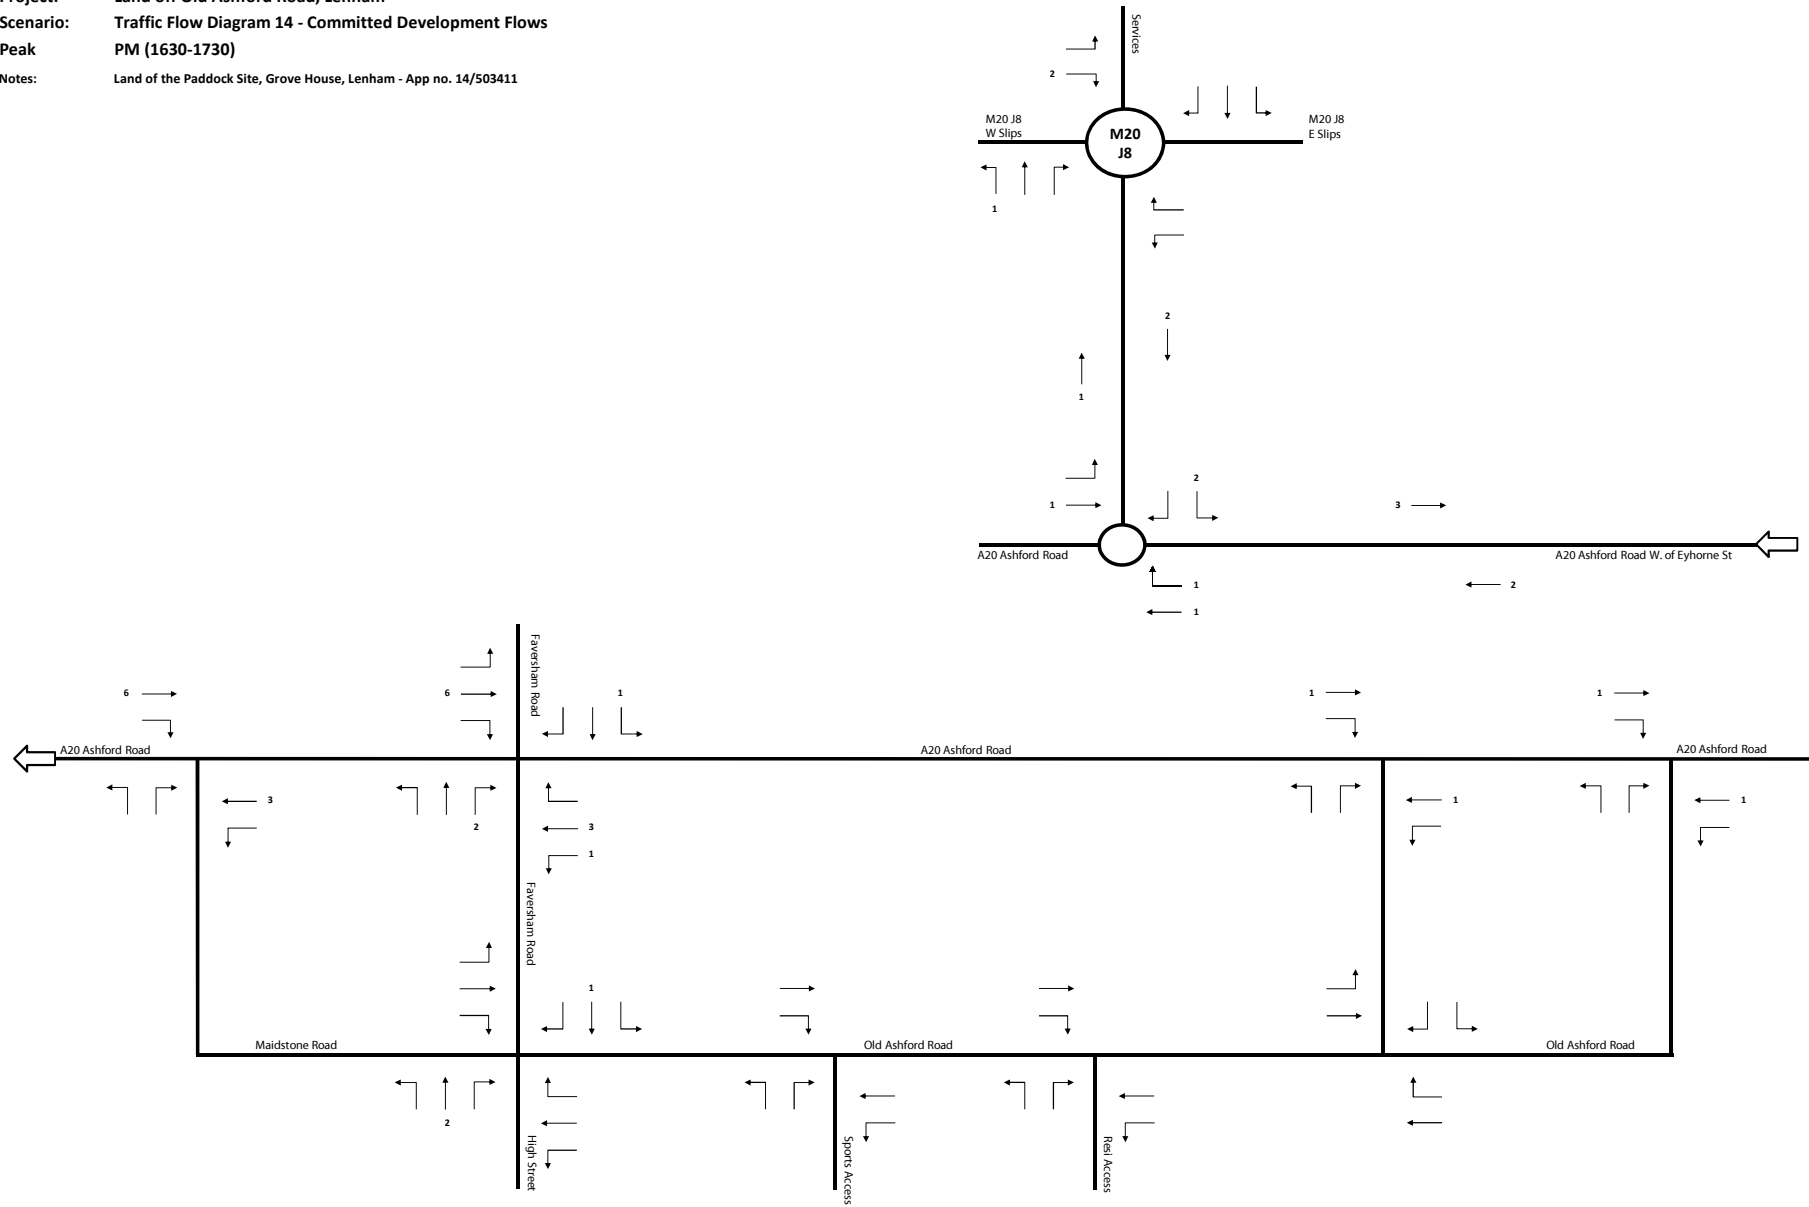 Project: Land off Old Ashford Road, Lenham
Scenario: Traffic Flow Diagram 14 - Committed Development Flows
Peak PM (1630-1730)
Notes: Land of the Paddock Site, Grove House, Lenham - App no. 14/503411
Services
2
M20 J8
W Slips
M20
J8
M20 J8
E Slips
1
2
1
2
1
3
A20 Ashford Road
A20 Ashford Road W. of Eyhorne St
1
2
1
Faversham Road
6
6
1
1
1
A20 Ashford Road
A20 Ashford Road
A20 Ashford Road
3
2
3
1
1
1
Faversham Road
1
Maidstone Road
Old Ashford Road
Old Ashford Road
2
High Street
Sports Access
Resi Access